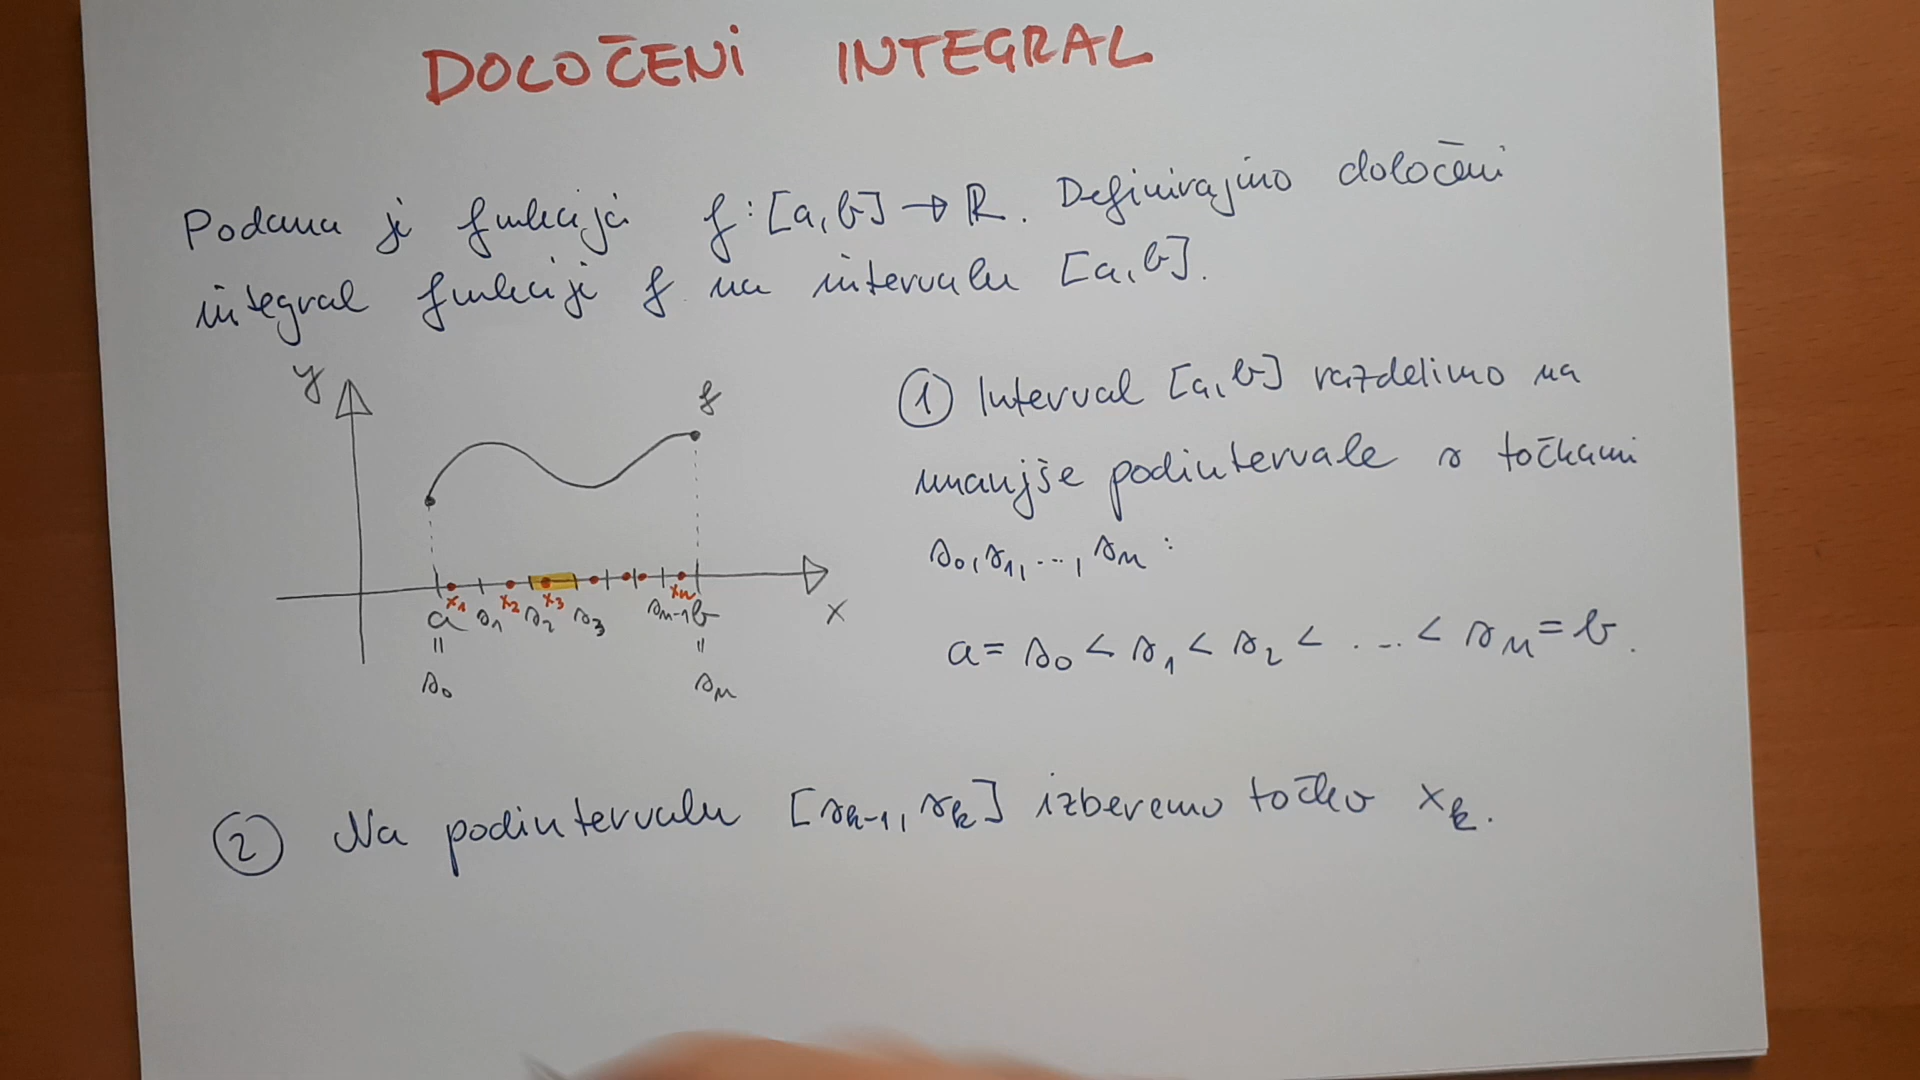 DOLOČENI INTEGRAL
Podana je funkcija f: [a,b] → ℝ. Definirajmo določeni
integral funkcije f na intervalu [a,b].
y
f
① Interval [a,b] razdelimo na
manjše podintervale s točkami
s₀, s₁, ..., sₙ :
a = s₀ < s₁ < s₂ < ... < sₙ = b.
x₁ x₂ x₃ xₙ
a s₁ s₂ s₃ sₙ₋₁ b x
= =
s₀ sₙ
② Na podintervalu [sₖ₋₁, sₖ] izberemo točko xₖ.